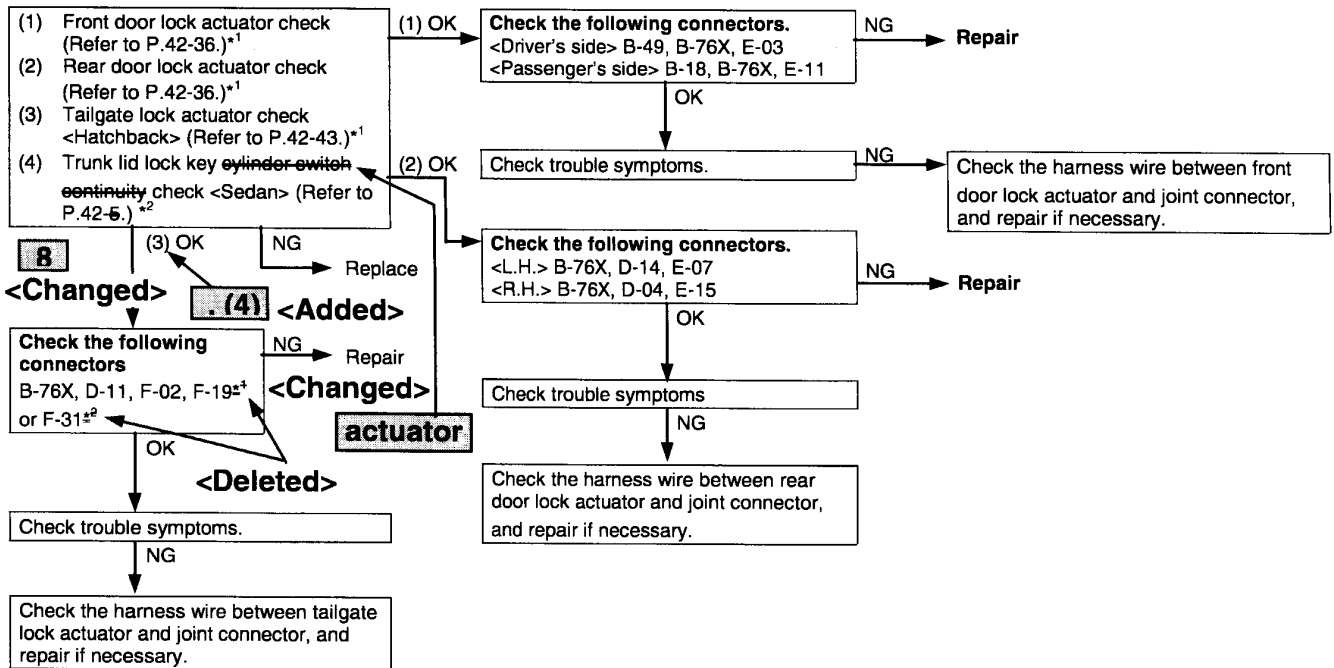 (1) Front door lock actuator check
(Refer to P.42-36.)*1
(2) Rear door lock actuator check
(Refer to P.42-36.)*1
(3) Tailgate lock actuator check
<Hatchback> (Refer to P.42-43.)*1
(4) Trunk lid lock key cylinder switch
continuity check <Sedan> (Refer to
P.42-5.) *2
(1) OK
Check the following connectors.
<Driver's side> B-49, B-76X, E-03
<Passenger's side> B-18, B-76X, E-11
NG
Repair
OK
Check trouble symptoms.
NG
Check the harness wire between front
door lock actuator and joint connector,
and repair if necessary.
(2) OK
Check the following connectors.
<L.H.> B-76X, D-14, E-07
<R.H.> B-76X, D-04, E-15
NG
Repair
OK
Check trouble symptoms
NG
Check the harness wire between rear
door lock actuator and joint connector,
and repair if necessary.
8
<Changed>
(3) OK
, (4) <Added>
NG
Replace
Check the following
connectors
B-76X, D-11, F-02, F-19*1
or F-31*2
NG
Repair
<Changed>
actuator
<Deleted>
OK
Check trouble symptoms.
NG
Check the harness wire between tailgate
lock actuator and joint connector, and
repair if necessary.